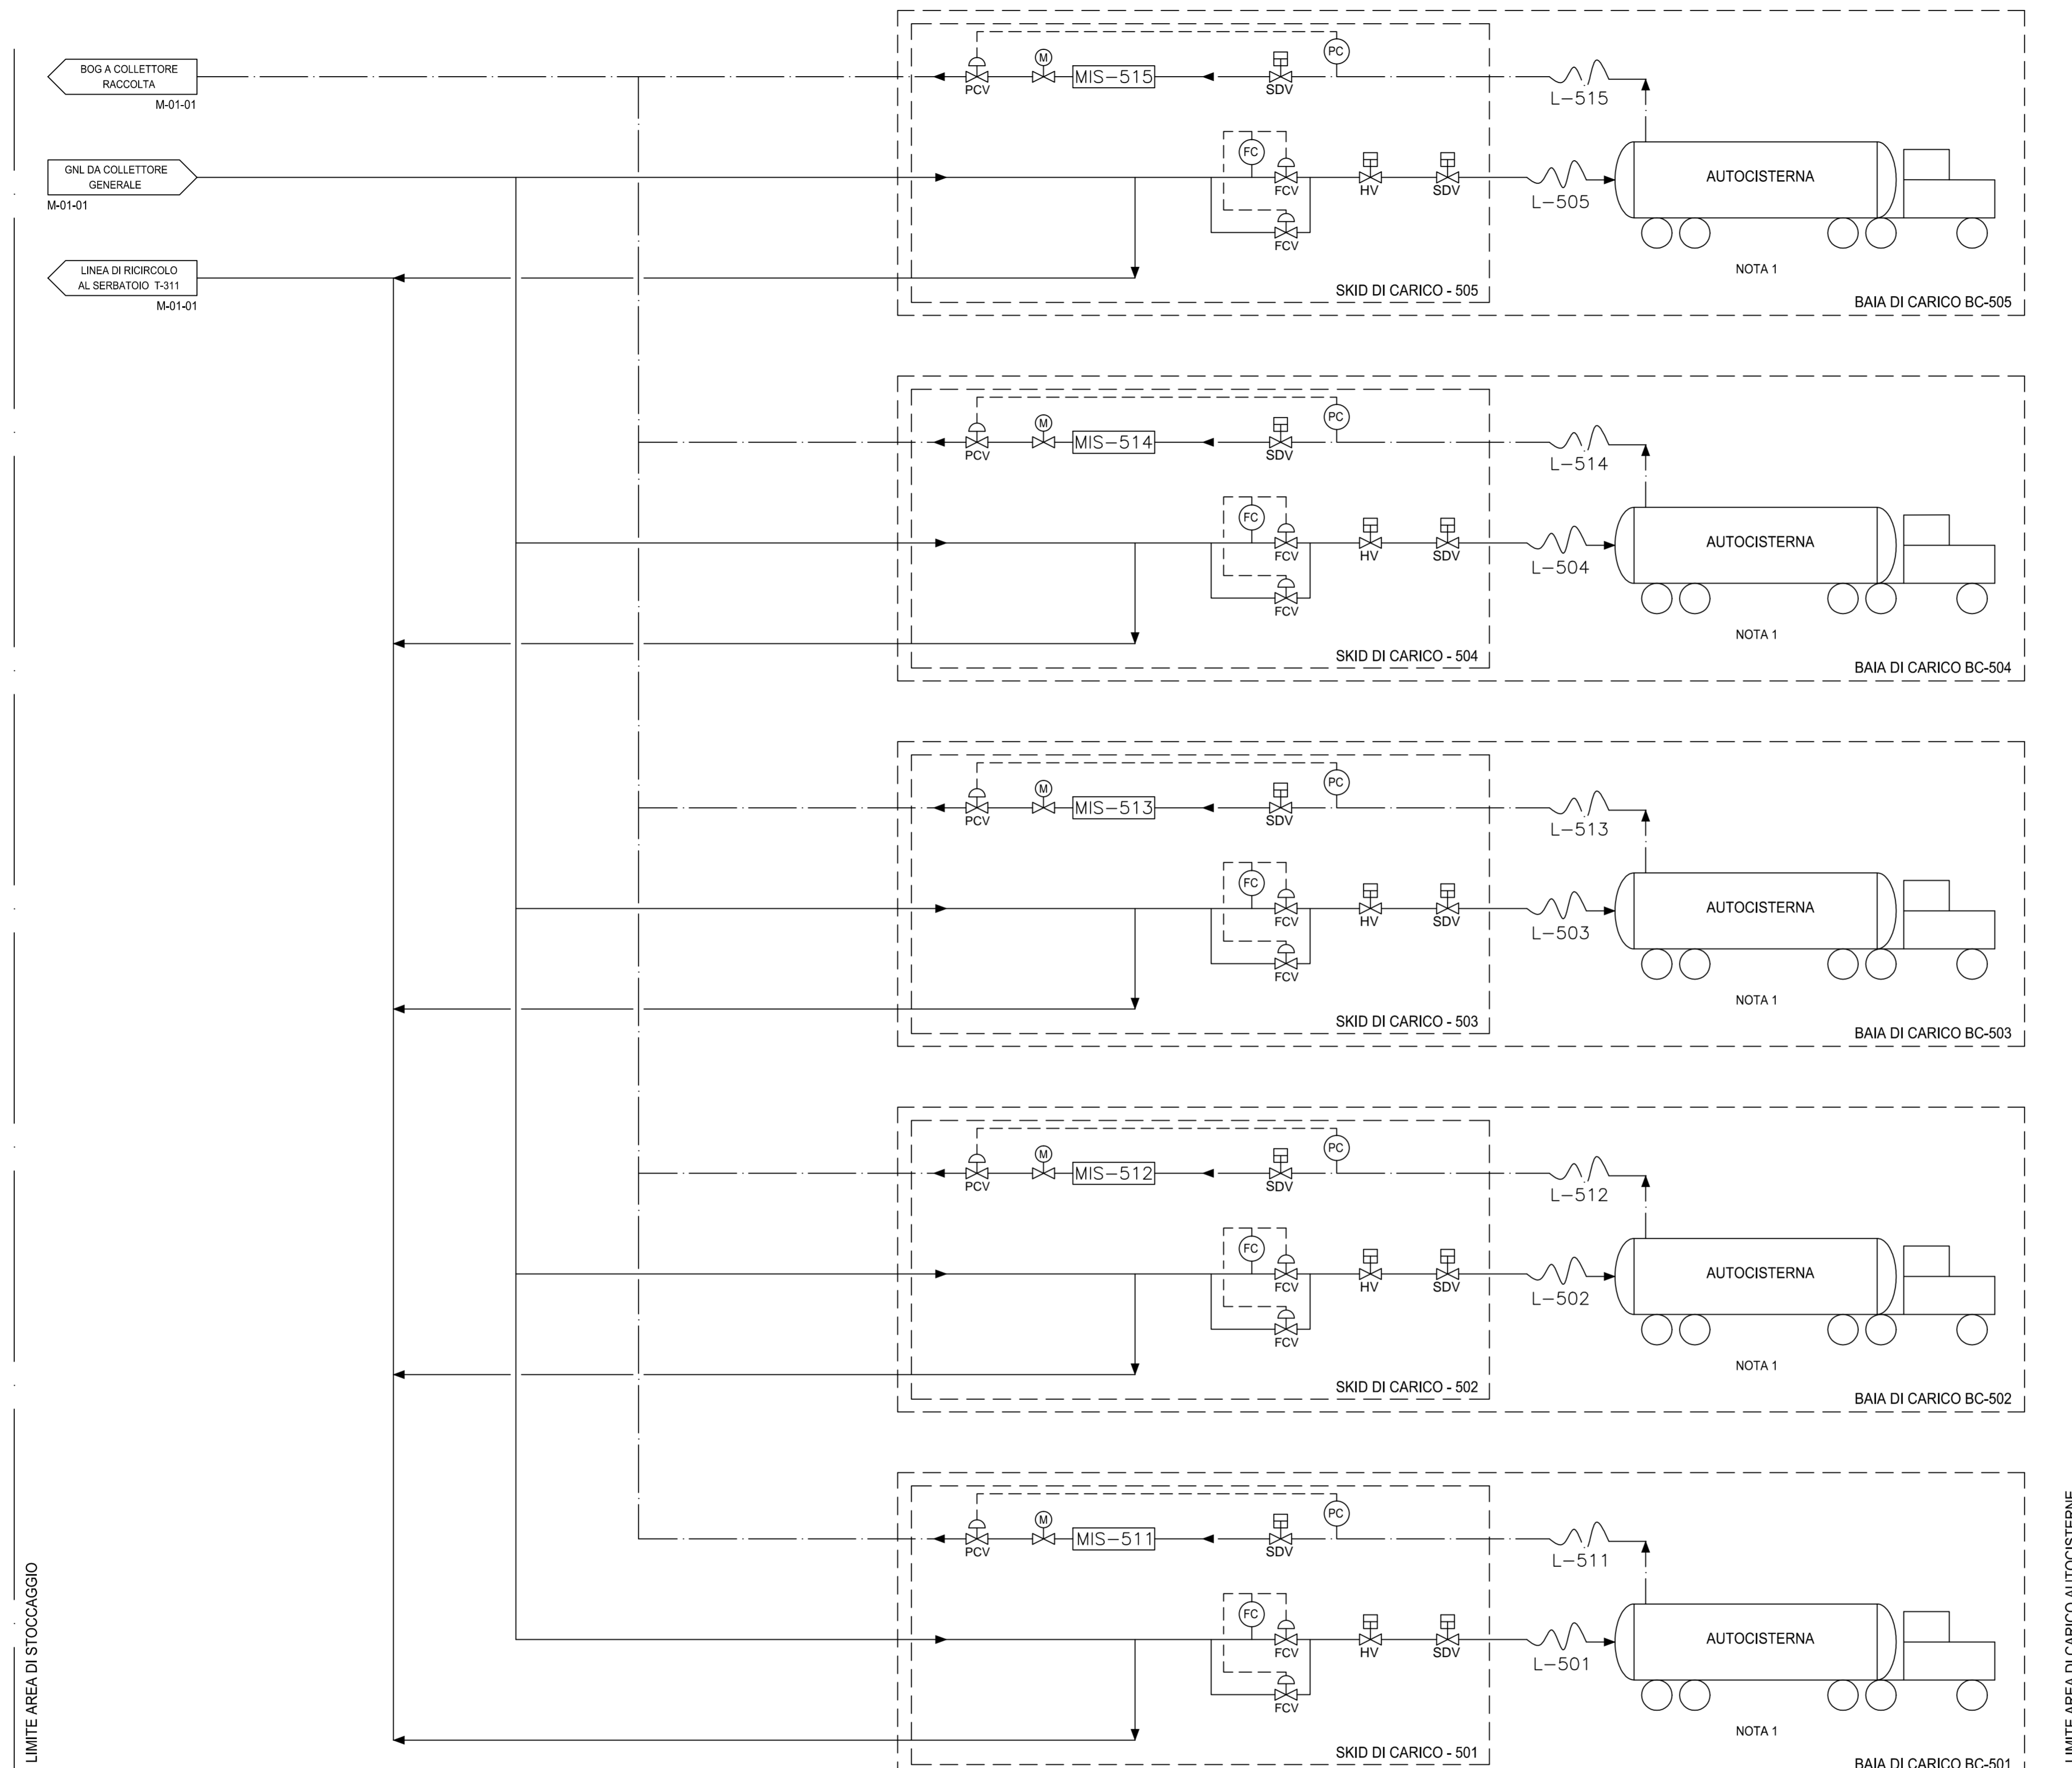 BOG A COLLETTORE
RACCOLTA
M-01-01
GNL DA COLLETTORE
GENERALE
M-01-01
LINEA DI RICIRCOLO
AL SERBATOIO T-311
M-01-01
PC
M
MIS-515
PCV
SDV
L-515
FC
FCV
HV
SDV
FCV
L-505
AUTOCISTERNA
NOTA 1
SKID DI CARICO - 505
BAIA DI CARICO BC-505
PC
M
MIS-514
PCV
SDV
L-514
FC
FCV
HV
SDV
FCV
L-504
AUTOCISTERNA
NOTA 1
SKID DI CARICO - 504
BAIA DI CARICO BC-504
PC
M
MIS-513
PCV
SDV
L-513
FC
FCV
HV
SDV
FCV
L-503
AUTOCISTERNA
NOTA 1
SKID DI CARICO - 503
BAIA DI CARICO BC-503
PC
M
MIS-512
PCV
SDV
L-512
FC
FCV
HV
SDV
FCV
L-502
AUTOCISTERNA
NOTA 1
SKID DI CARICO - 502
BAIA DI CARICO BC-502
PC
M
MIS-511
PCV
SDV
L-511
FC
FCV
HV
SDV
FCV
L-501
AUTOCISTERNA
NOTA 1
SKID DI CARICO - 501
BAIA DI CARICO BC-501
LIMITE AREA DI STOCCAGGIO
LIMITE AREA DI CARICO AUTOCISTERNE